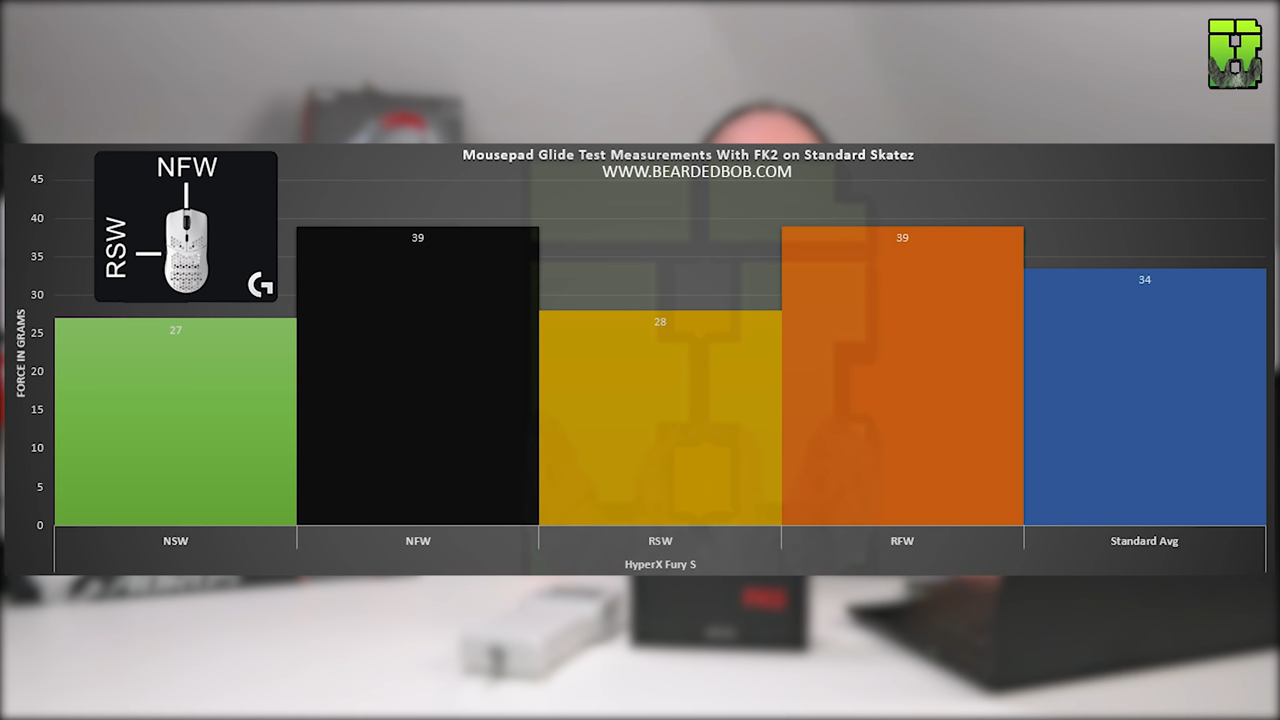 Mousepad Glide Test Measurements With FK2 on Standard Skatez
WWW.BEARDEDBOB.COM
NFW
RSW
FORCE IN GRAMS
45
40
35
30
25
20
15
10
5
0
27
39
28
39
34
NSW
NFW
RSW
RFW
Standard Avg
HyperX Fury S